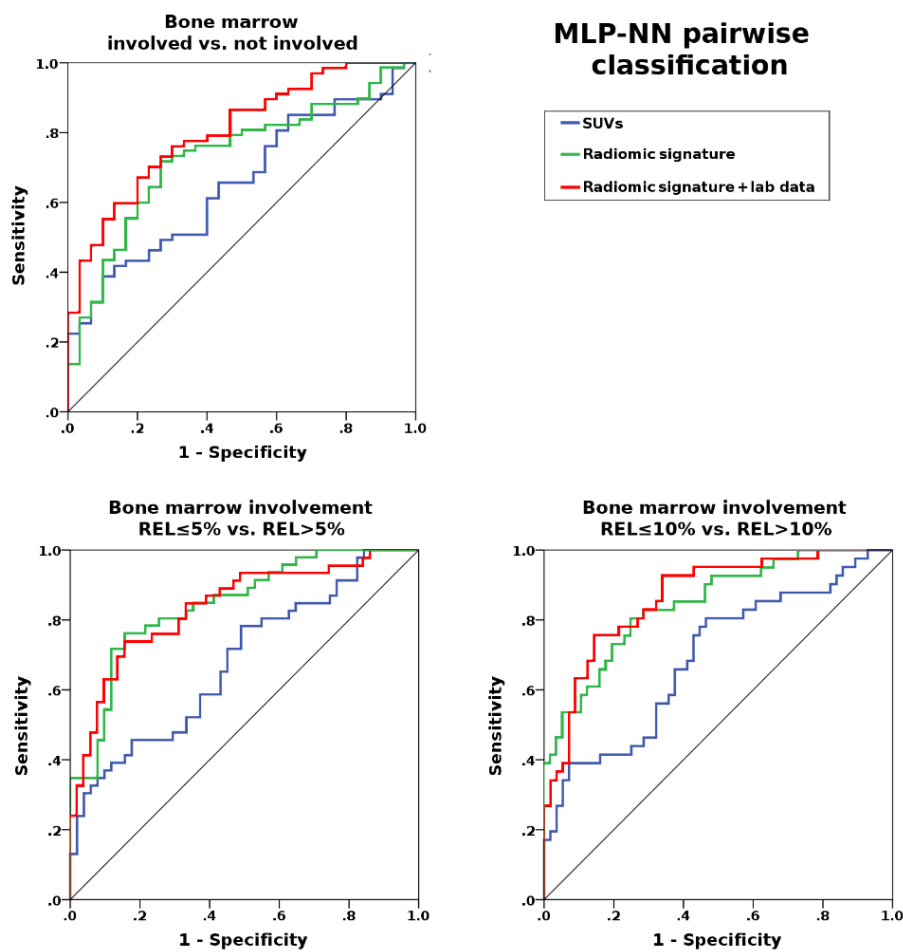 Bone marrow
involved vs. not involved
1.0
.8
.6
.4
.2
.0
.0 .2 .4 .6 .8 1.0
Sensitivity
1 - Specificity
MLP-NN pairwise
classification
SUVs
Radiomic signature
Radiomic signature + lab data
Bone marrow involvement
REL≤5% vs. REL>5%
1.0
.8
.6
.4
.2
.0
.0 .2 .4 .6 .8 1.0
Sensitivity
1 - Specificity
Bone marrow involvement
REL≤10% vs. REL>10%
1.0
.8
.6
.4
.2
.0
.0 .2 .4 .6 .8 1.0
Sensitivity
1 - Specificity